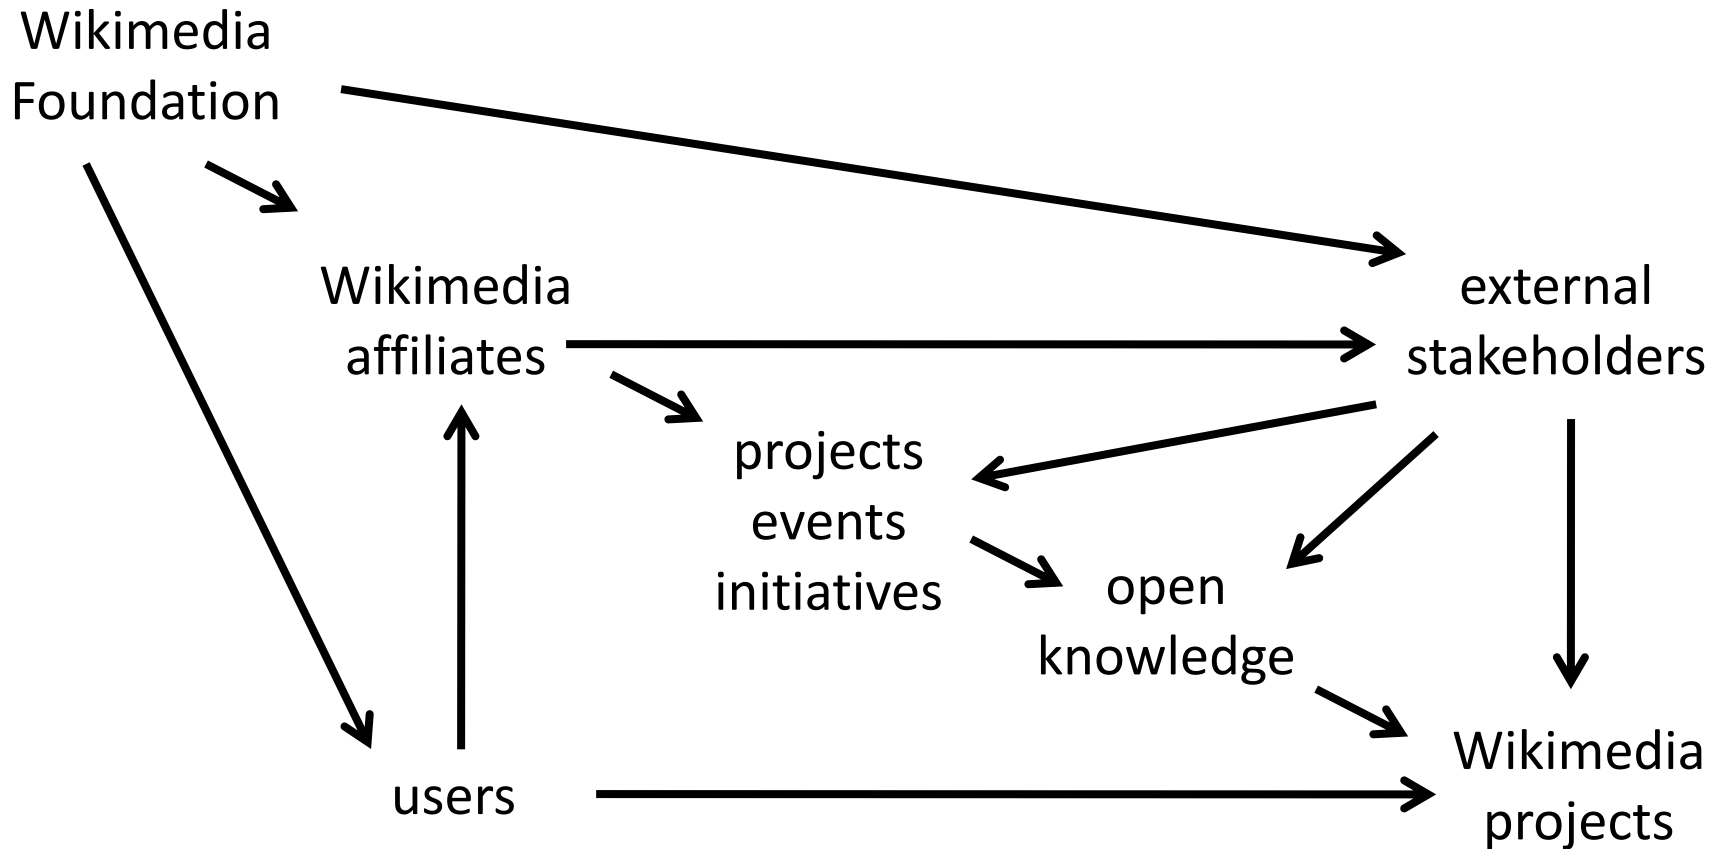 Wikimedia
Foundation
Wikimedia
affiliates
external
stakeholders
projects
events
initiatives
open
knowledge
users
Wikimedia
projects